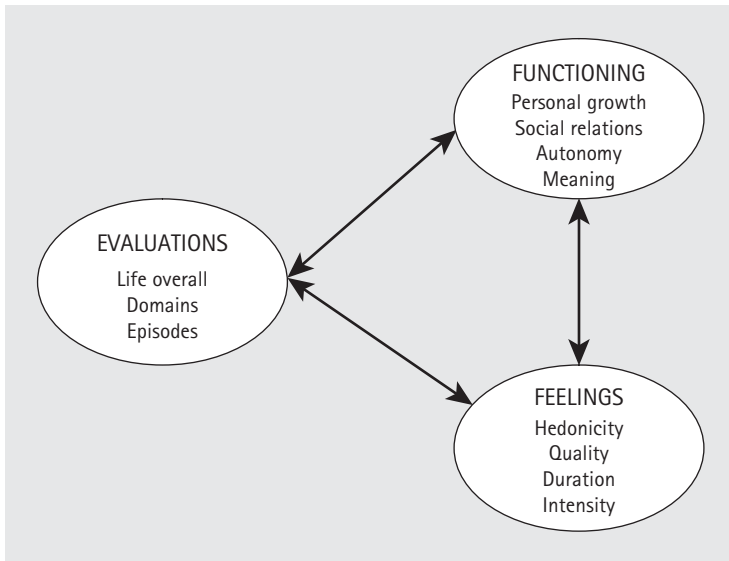 FUNCTIONING
Personal growth
Social relations
Autonomy
Meaning
EVALUATIONS
Life overall
Domains
Episodes
FEELINGS
Hedonicity
Quality
Duration
Intensity